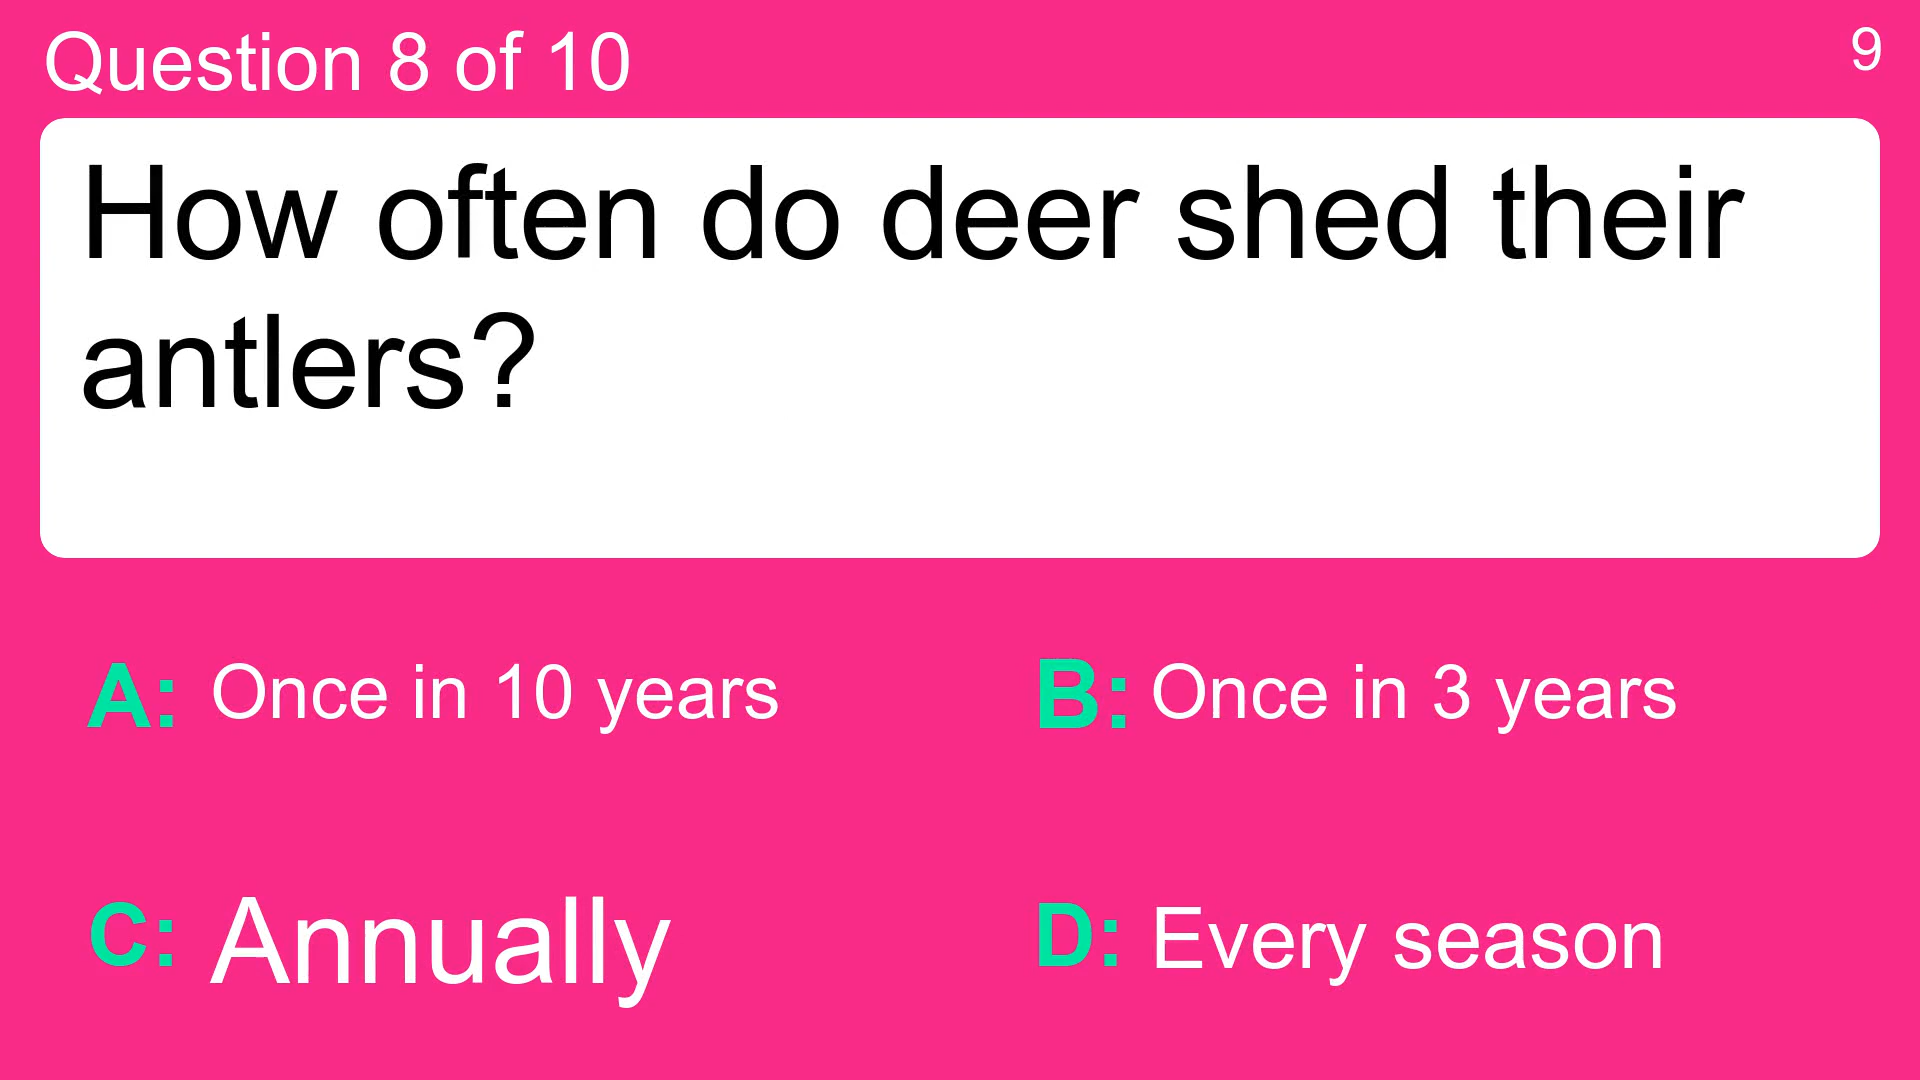 Question 8 of 10
9
How often do deer shed their
antlers?
A: Once in 10 years
B: Once in 3 years
C: Annually
D: Every season